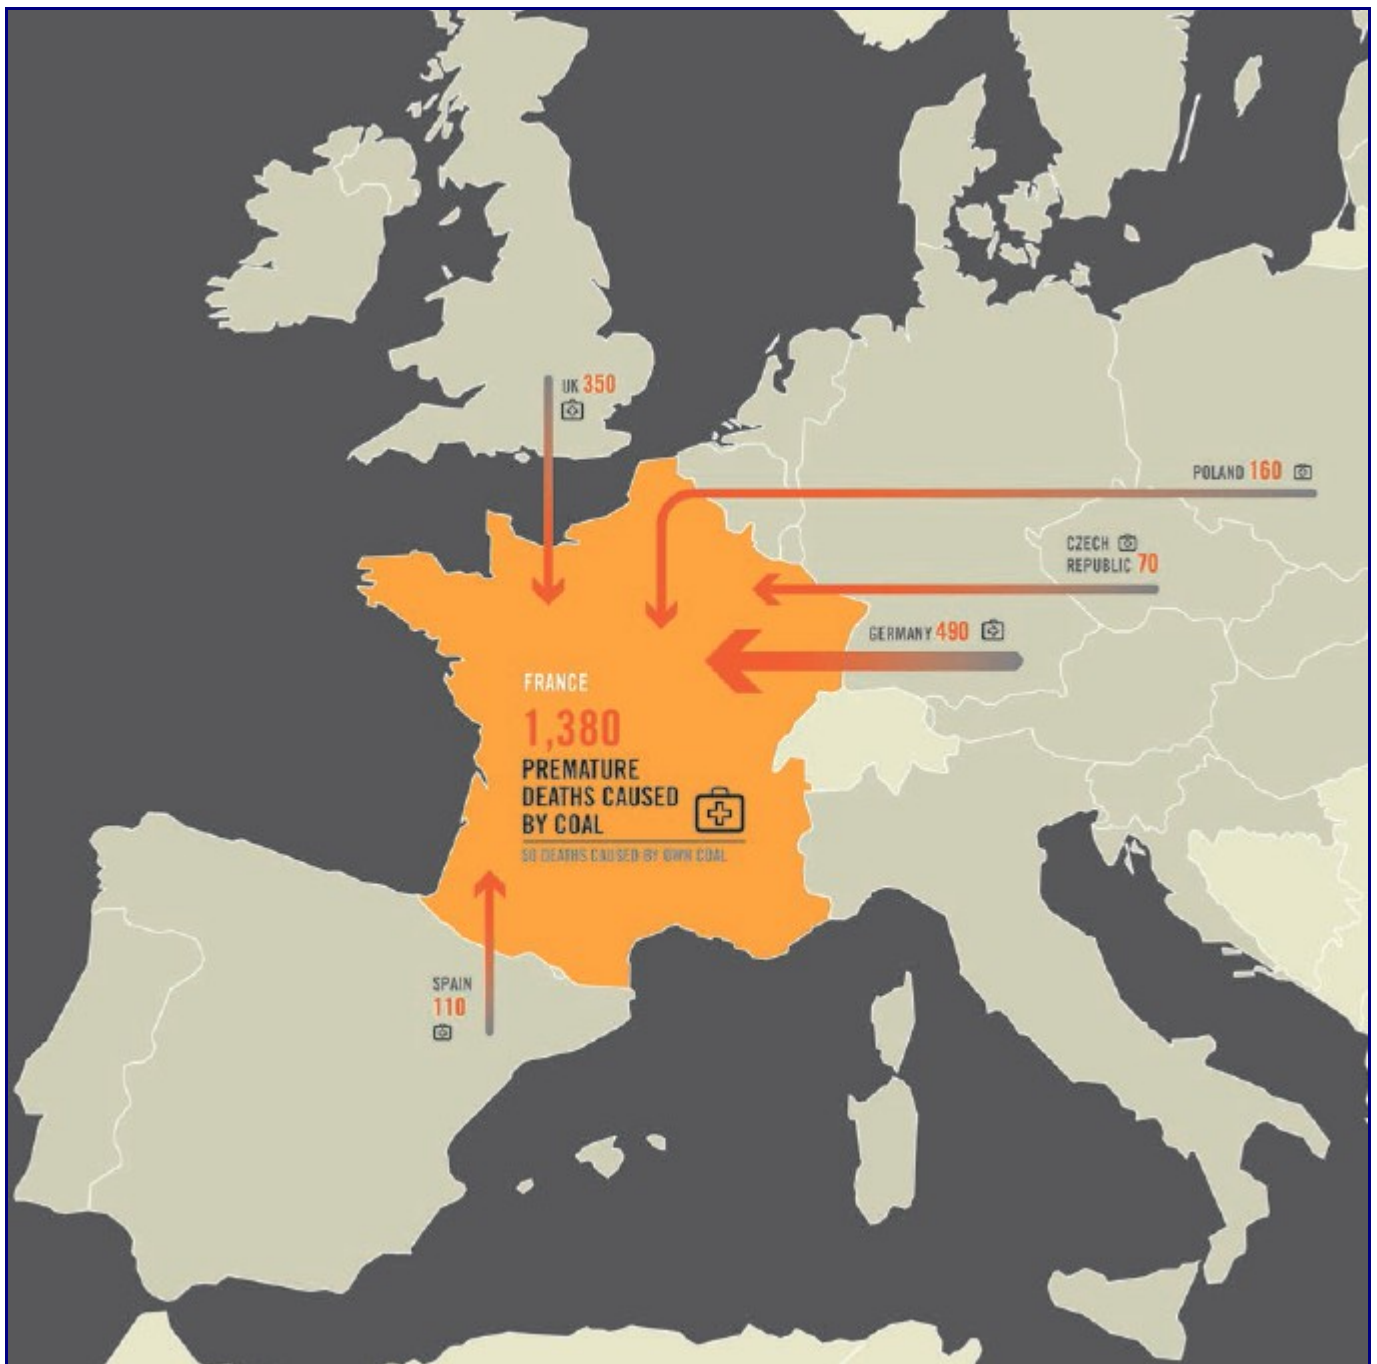 UK 350
POLAND 160
CZECH
REPUBLIC 70
GERMANY 490
FRANCE
1,380
PREMATURE
DEATHS CAUSED
BY COAL
50 DEATHS CAUSED BY OWN COAL
SPAIN
110